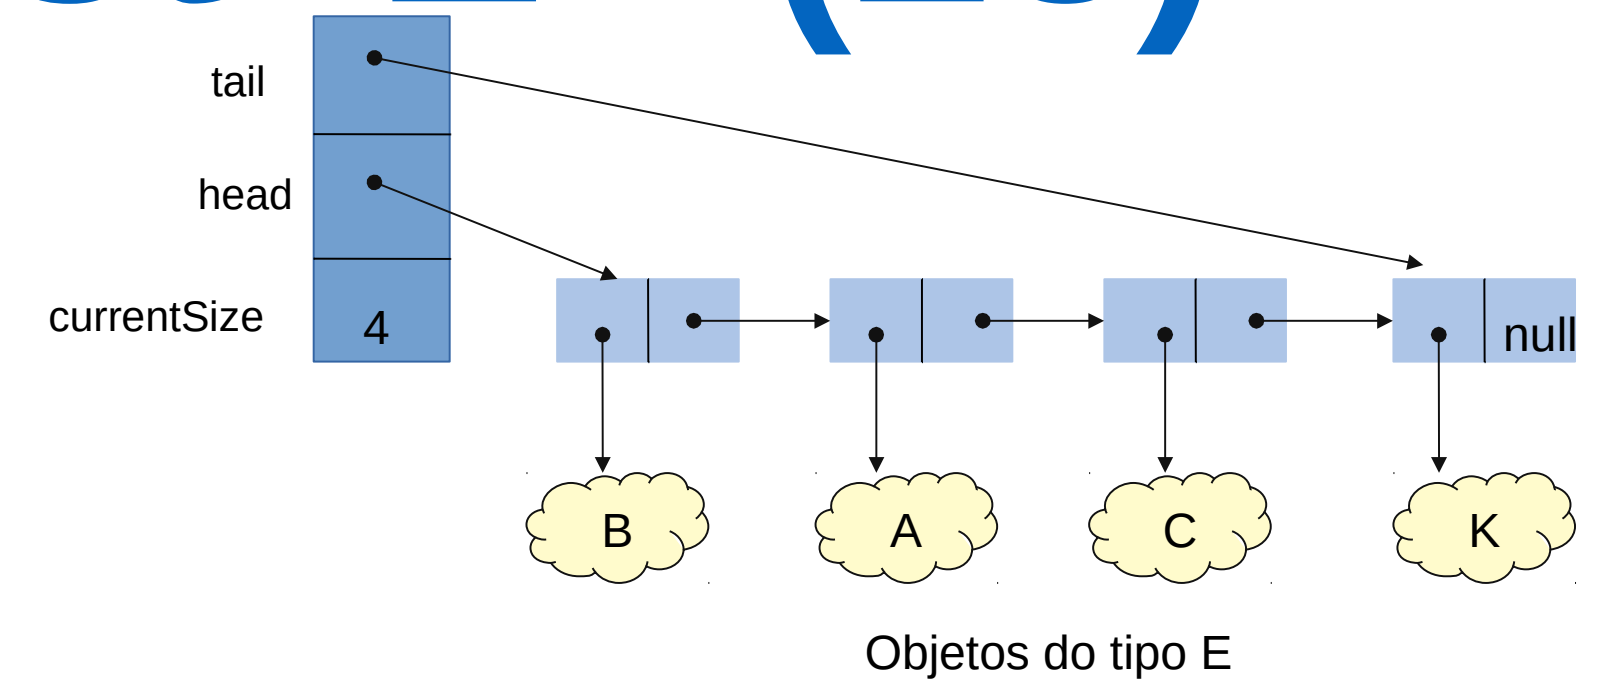 tail
head
currentSize
4
null
B
A
C
K
Objetos do tipo E